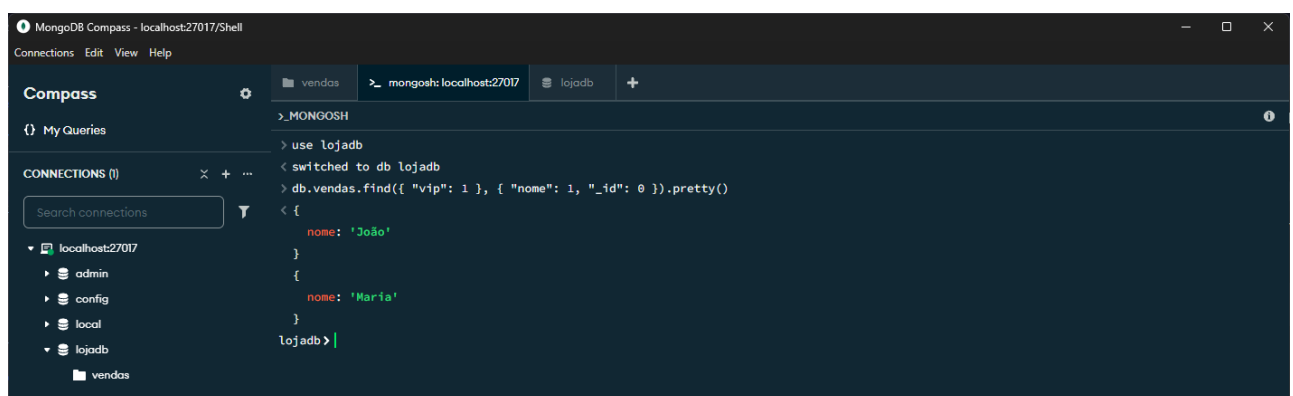 MongoDB Compass - localhost:27017/Shell
Connections Edit View Help
Compass
{} My Queries
CONNECTIONS (1)
Search connections
localhost:27017
admin
config
local
lojadb
vendas
vendas >_ mongosh: localhost:27017 lojadb +
>_MONGOSH
> use lojadb
< switched to db lojadb
> db.vendas.find({ "vip": 1 }, { "nome": 1, "_id": 0 }).pretty()
< {
nome: 'João'
}
{
nome: 'Maria'
}
lojadb>